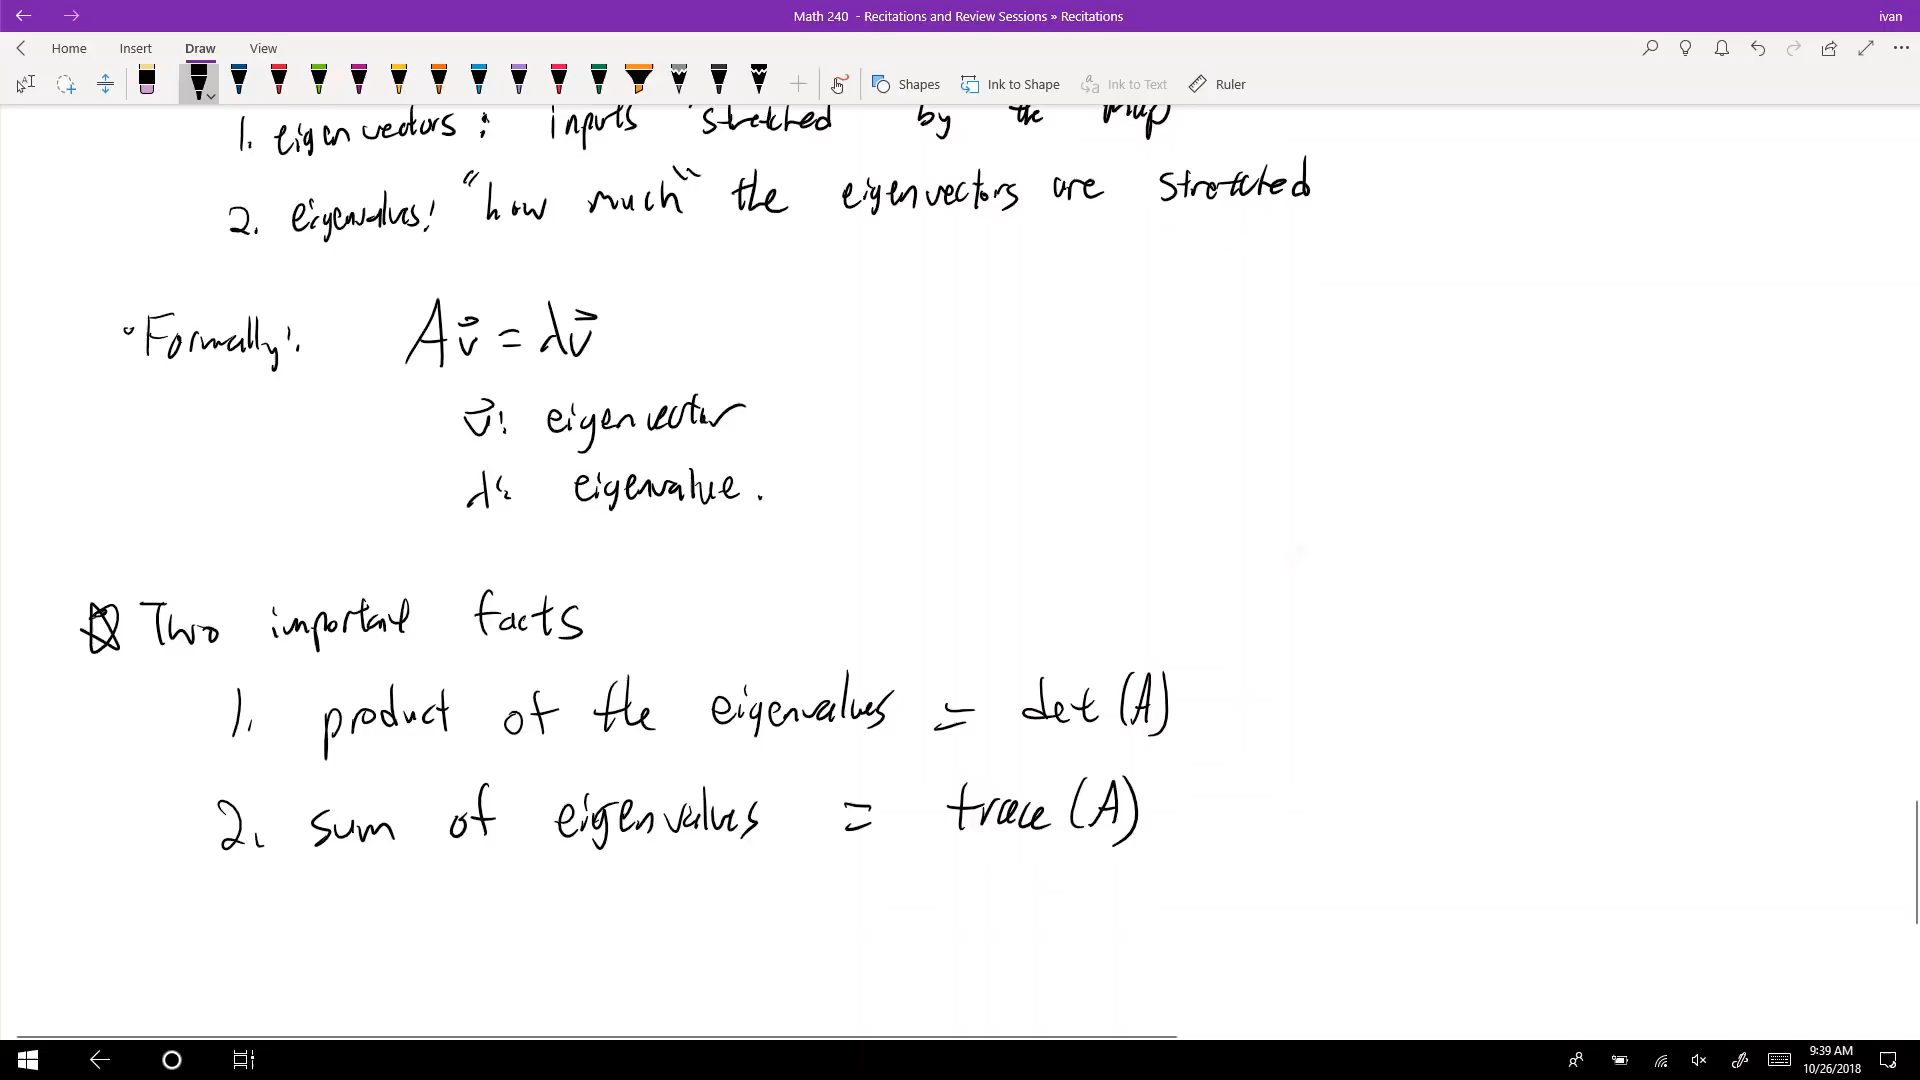 Math 240 - Recitations and Review Sessions » Recitations
ivan
Home Insert Draw View
Shapes Ink to Shape Ink to Text Ruler
1. eigenvectors: inputs "stretched by the map
2. eigenvalues: "how much" the eigenvectors are stretched
• Formally: Av⃗ = λv⃗
v⃗: eigenvector
λ: eigenvalue.
☆ Two important facts
1. product of the eigenvalues = det(A)
2. sum of eigenvalues = trace(A)
9:39 AM
10/26/2018